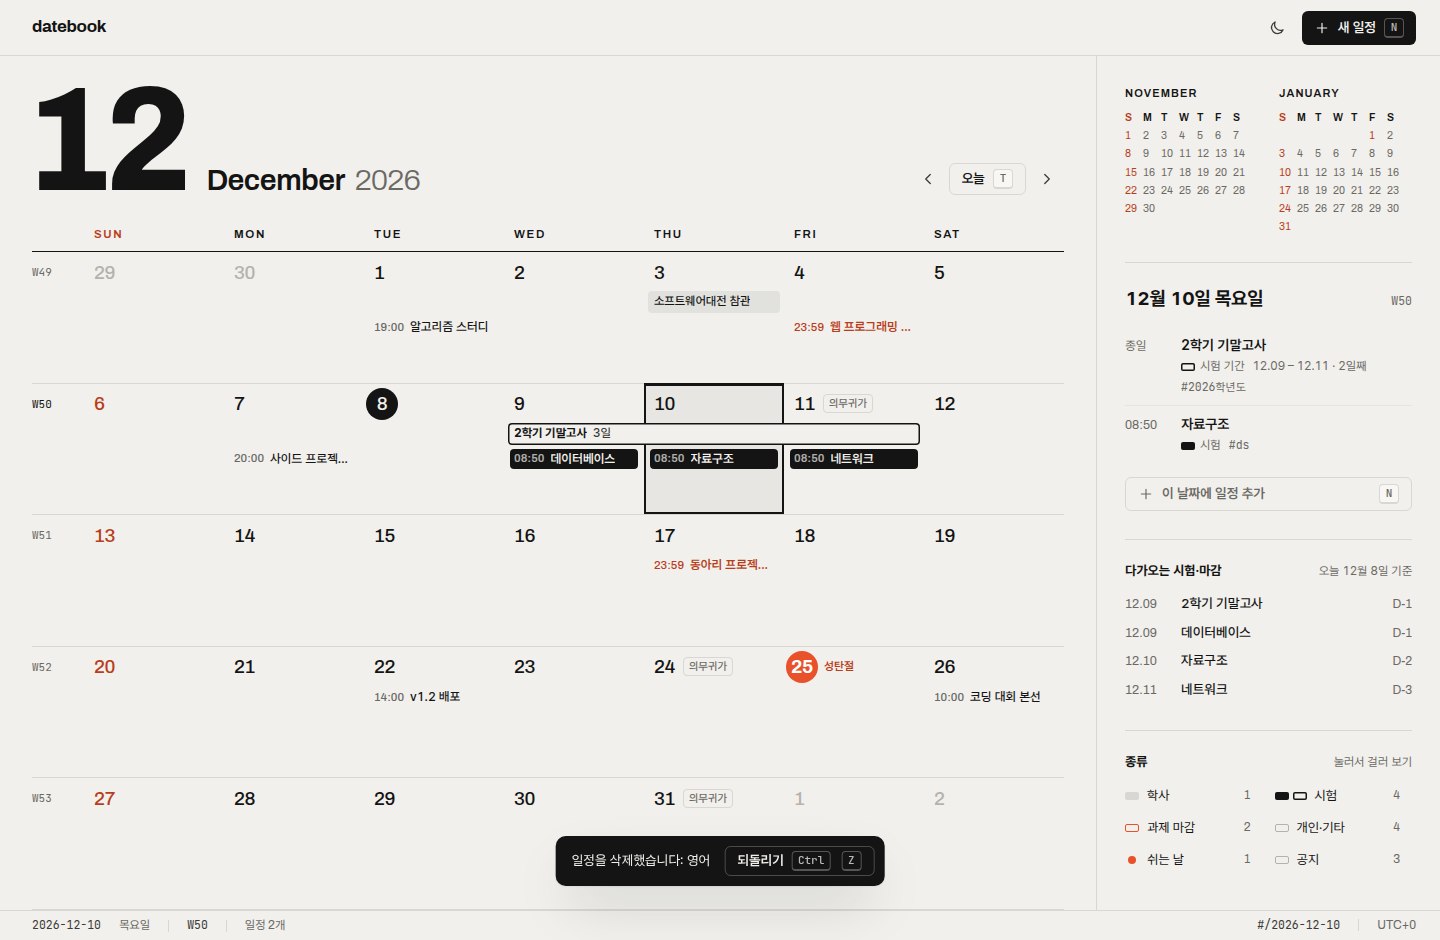 datebook
새 일정 N
12 December 2026
오늘 T
SUN MON TUE WED THU FRI SAT
W49 29 30 1 2 3 4 5
소프트웨어대전 참관
19:00 알고리즘 스터디
23:59 웹 프로그래밍 ...
W50 6 7 8 9 10 11 의무귀가 12
2학기 기말고사 3일
20:00 사이드 프로젝...
08:50 데이터베이스
08:50 자료구조
08:50 네트워크
W51 13 14 15 16 17 18 19
23:59 동아리 프로젝...
W52 20 21 22 23 24 의무귀가 25 성탄절 26
14:00 v1.2 배포
10:00 코딩 대회 본선
W53 27 28 29 30 31 의무귀가 1 2
일정을 삭제했습니다: 영어 되돌리기 Ctrl Z
NOVEMBER
S M T W T F S
1 2 3 4 5 6 7
8 9 10 11 12 13 14
15 16 17 18 19 20 21
22 23 24 25 26 27 28
29 30
JANUARY
S M T W T F S
1 2
3 4 5 6 7 8 9
10 11 12 13 14 15 16
17 18 19 20 21 22 23
24 25 26 27 28 29 30
31
12월 10일 목요일 W50
종일 2학기 기말고사
시험 기간 12.09 – 12.11 · 2일째
#2026학년도
08:50 자료구조
시험 #ds
이 날짜에 일정 추가 N
다가오는 시험·마감 오늘 12월 8일 기준
12.09 2학기 기말고사 D-1
12.09 데이터베이스 D-1
12.10 자료구조 D-2
12.11 네트워크 D-3
종류 눌러서 걸러 보기
학사 1 시험 4
과제 마감 2 개인·기타 4
쉬는 날 1 공지 3
2026-12-10 목요일 W50 일정 2개
#/2026-12-10 UTC+0